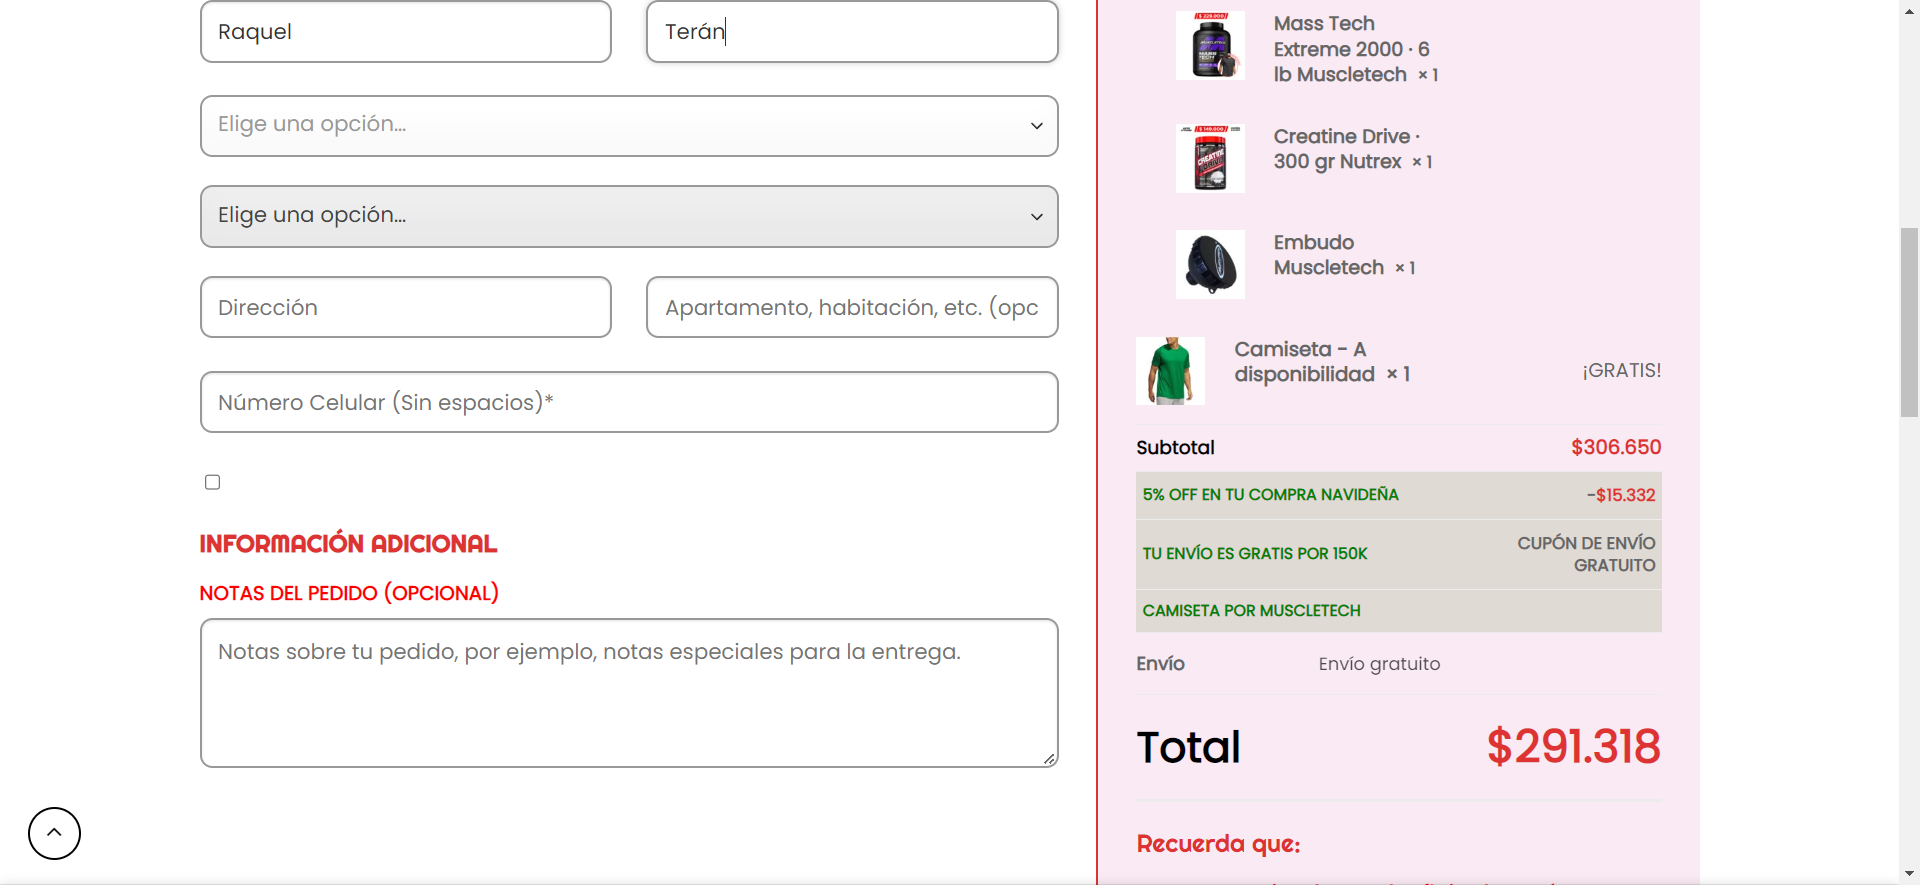 Raquel
Terán
Elige una opción...
Elige una opción...
Dirección
Apartamento, habitación, etc. (opc
Número Celular (Sin espacios)*
INFORMACIÓN ADICIONAL
NOTAS DEL PEDIDO (OPCIONAL)
Notas sobre tu pedido, por ejemplo, notas especiales para la entrega.
Mass Tech
Extreme 2000 · 6
lb Muscletech × 1
Creatine Drive ·
300 gr Nutrex × 1
Embudo
Muscletech × 1
Camiseta - A
disponibilidad × 1
¡GRATIS!
Subtotal $306.650
5% OFF EN TU COMPRA NAVIDEÑA -$15.332
TU ENVÍO ES GRATIS POR 150K
CUPÓN DE ENVÍO
GRATUITO
CAMISETA POR MUSCLETECH
Envío Envío gratuito
Total $291.318
Recuerda que: